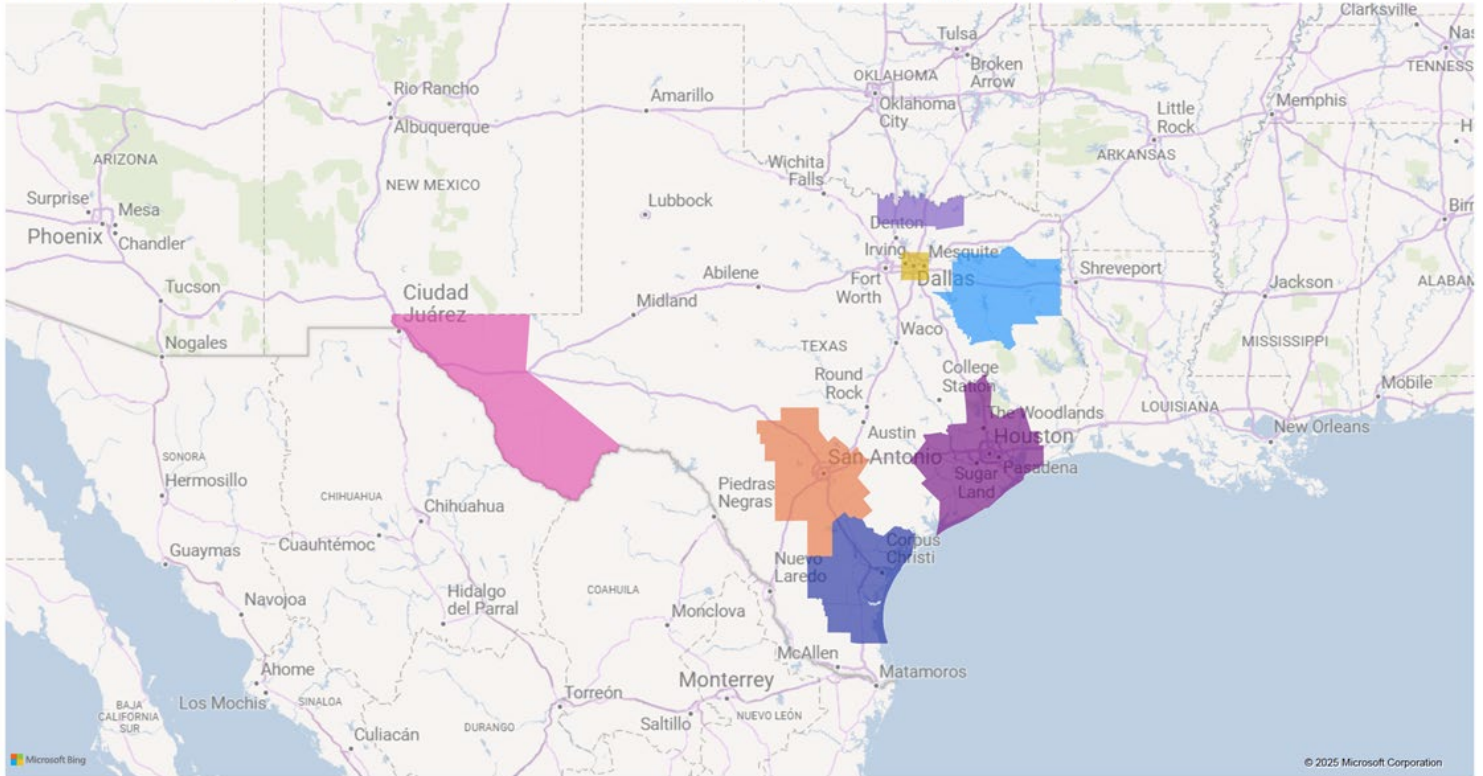 Clarksville
Nas
TENNESS
Tulsa
Broken
Arrow
OKLAHOMA
Oklahoma
City
Rio Rancho
Albuquerque
Amarillo
Little
Rock
Memphis
H
ARKANSAS
ARIZONA
NEW MEXICO
Wichita
Falls
Surprise
Mesa
Phoenix
Chandler
Lubbock
Denton
Birr
Irving
Mesquite
Dallas
Fort
Worth
Shreveport
Jackson
ALABAN
Tucson
Abilene
Midland
Ciudad
Juárez
Nogales
Waco
TEXAS
MISSISSIPPI
Round
Rock
College
Station
Mobile
The Woodlands
LOUISIANA
New Orleans
Austin
Houston
San Antonio
Pasadena
Sugar
Land
SONORA
Hermosillo
CHIHUAHUA
Chihuahua
Piedras
Negras
Cuauhtémoc
Guaymas
Corpus
Christi
Nuevo
Laredo
COAHUILA
Hidalgo
del Parral
Navojoa
Monclova
McAllen
Matamoros
Ahome
Los Mochis
SINALOA
Monterrey
Torreón
NUEVO LEÓN
Saltillo
BAJA
CALIFORNIA
SUR
DURANGO
Culiacán
Microsoft Bing
© 2025 Microsoft Corporation